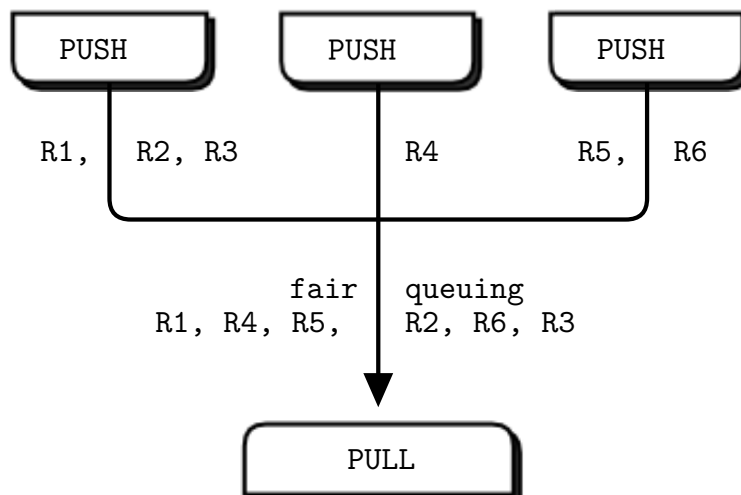 PUSH PUSH PUSH
R1, R2, R3 R4 R5, R6
fair queuing
R1, R4, R5, R2, R6, R3
PULL